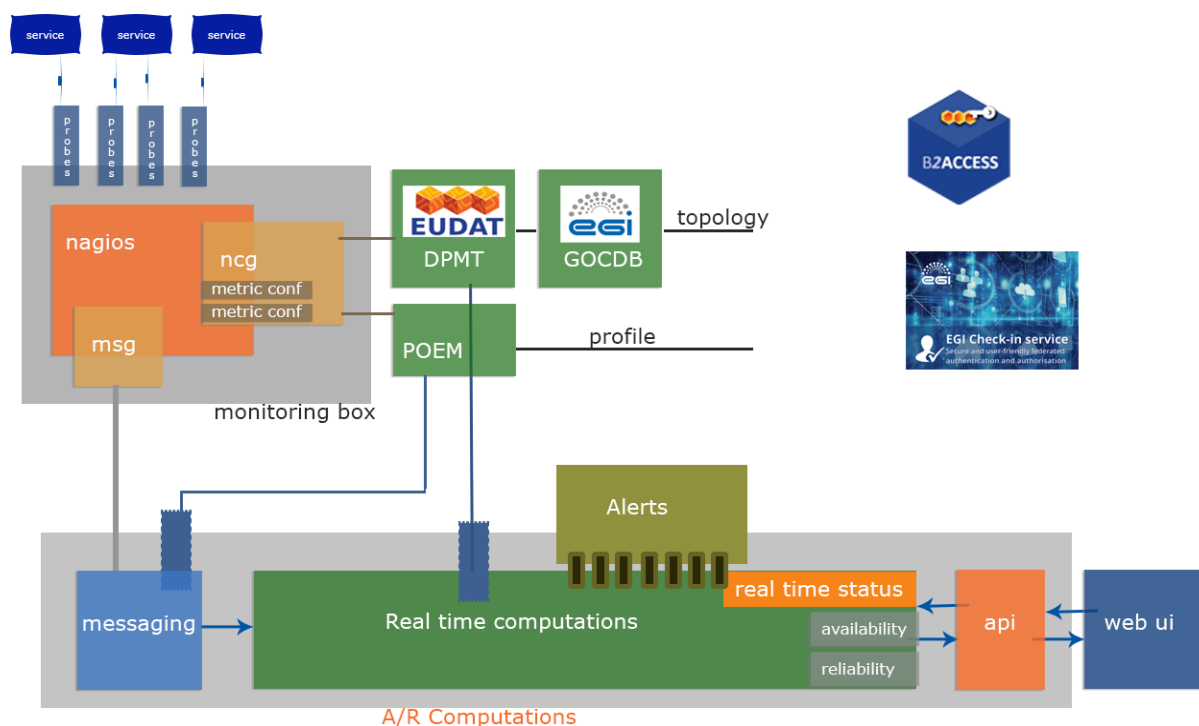 service
service
service
probes
probes
probes
probes
nagios
ncg
metric conf
metric conf
msg
monitoring box
EUDAT
DPMT
egi
GOCDB
topology
POEM
profile
B2ACCESS
egi
EGI Check-in service
Secure and user-friendly federated
authentication and authorisation
Alerts
messaging
Real time computations
real time status
availability
reliability
api
web ui
A/R Computations